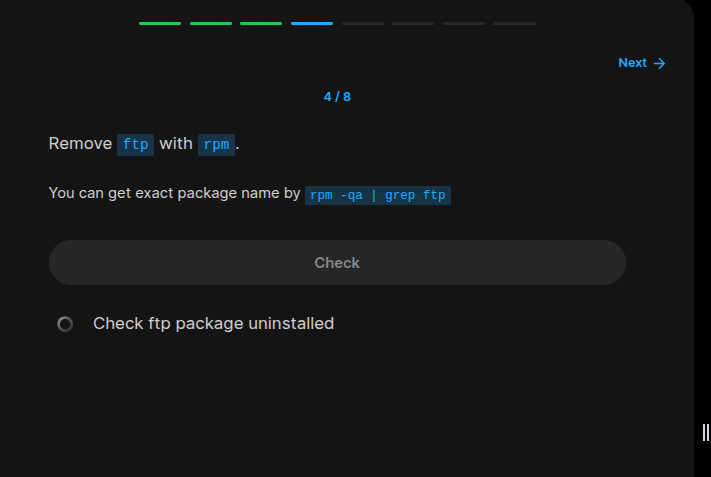 Next →
4 / 8
Remove ftp with rpm.
You can get exact package name by rpm -qa | grep ftp
Check
Check ftp package uninstalled